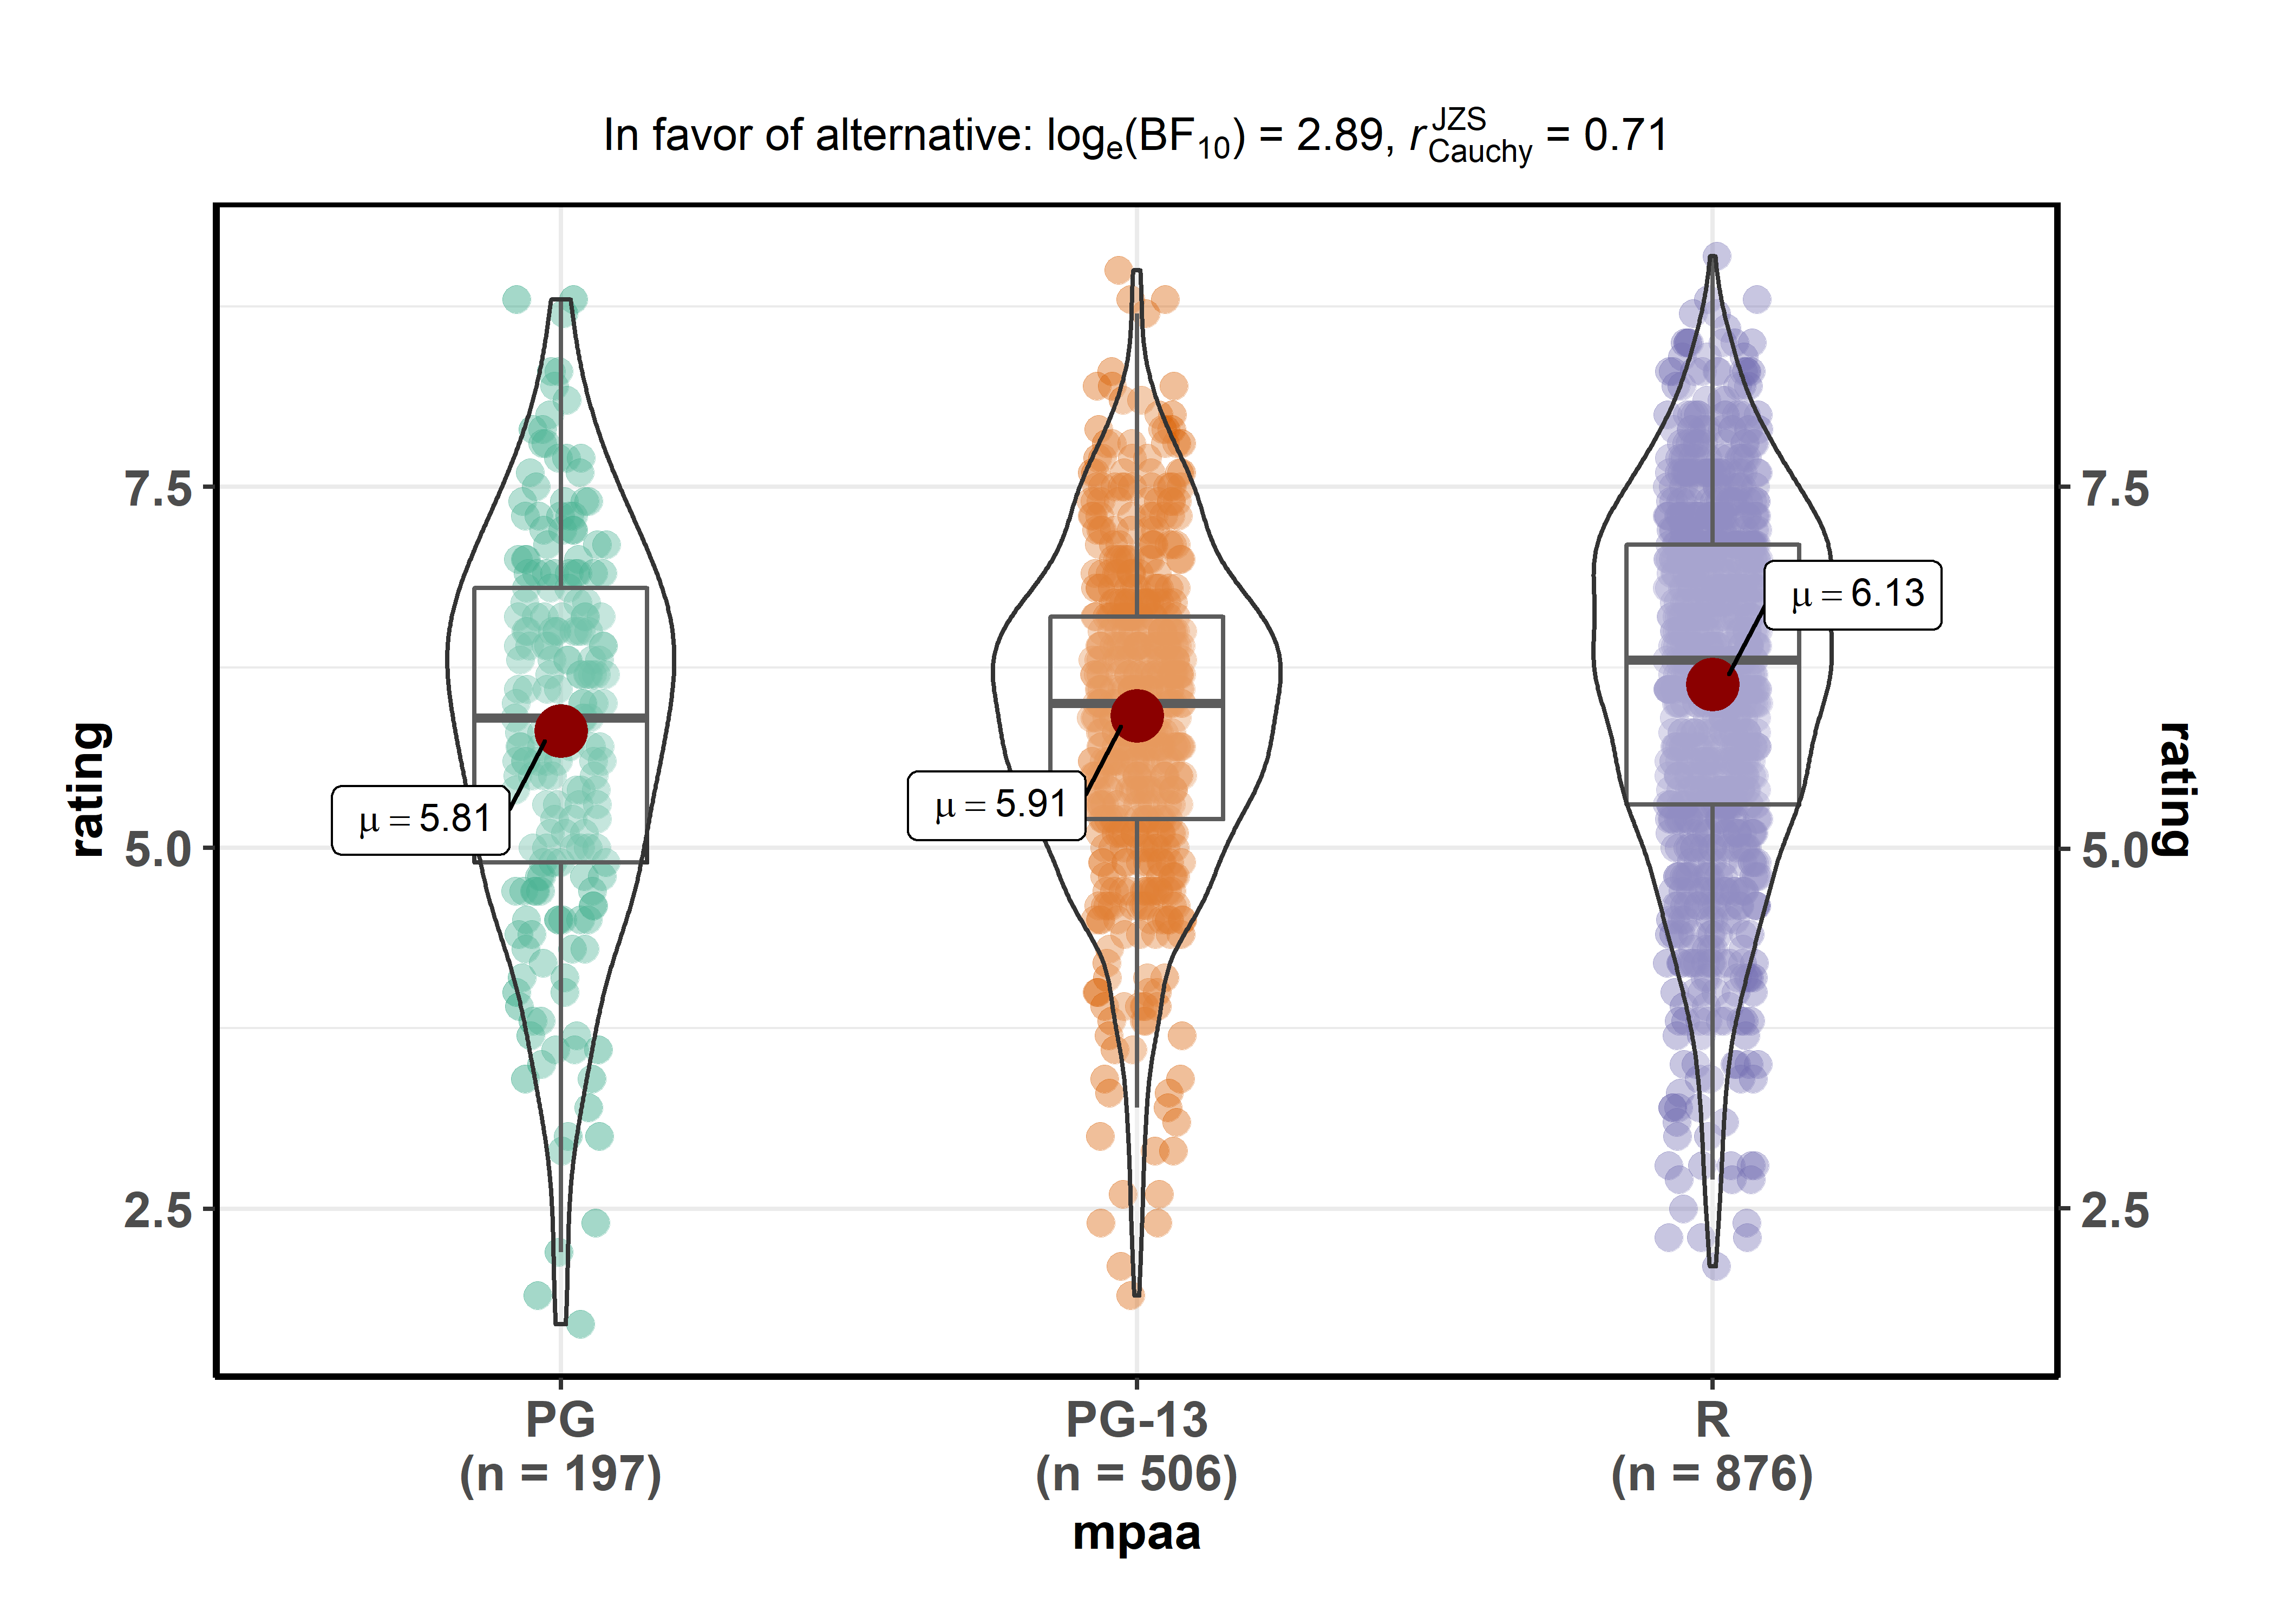 In favor of alternative: logₑ(BF₁₀) = 2.89, r^JZS_Cauchy = 0.71
rating
7.5
5.0
2.5
μ = 5.81
μ = 5.91
μ = 6.13
7.5
5.0
2.5
rating
PG
(n = 197)
PG-13
(n = 506)
R
(n = 876)
mpaa